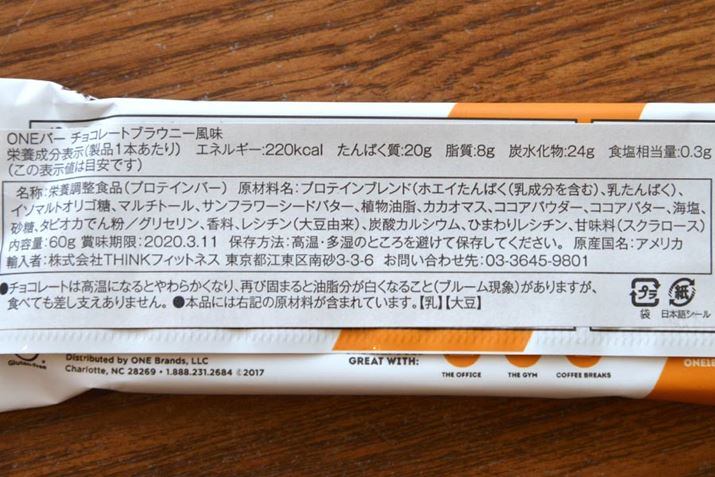 ONEバー チョコレートブラウニー風味
栄養成分表示(製品1本あたり) エネルギー:220kcal たんぱく質:20g 脂質:8g 炭水化物:24g 食塩相当量:0.3g
(この表示値は目安です)
名称:栄養調整食品(プロテインバー) 原材料名:プロテインブレンド(ホエイたんぱく(乳成分を含む)、乳たんぱく)、
イソマルトオリゴ糖、マルチトール、サンフラワーシードバター、植物油脂、カカオマス、ココアパウダー、ココアバター、海塩、
砂糖、タピオカでん粉/グリセリン、香料、レシチン(大豆由来)、炭酸カルシウム、ひまわりレシチン、甘味料(スクラロース)
内容量:60g 賞味期限:2020.3.11 保存方法:高温・多湿のところを避けて保存してください。 原産国名:アメリカ
輸入者:株式会社THINKフィットネス 東京都江東区南砂3-3-6 お問い合わせ先:03-3645-9801
●チョコレートは高温になるとやわらかくなり、再び固まると油脂分が白くなること(ブルーム現象)がありますが、
食べても差し支えありません。 ●本品には右記の原材料が含まれています。【乳】【大豆】
プラ 紙
袋 日本語シール
Gluten-free
Distributed by ONE Brands, LLC
Charlotte, NC 28269 • 1.888.231.2684 ©2017
GREAT WITH:
THE OFFICE THE GYM COFFEE BREAKS